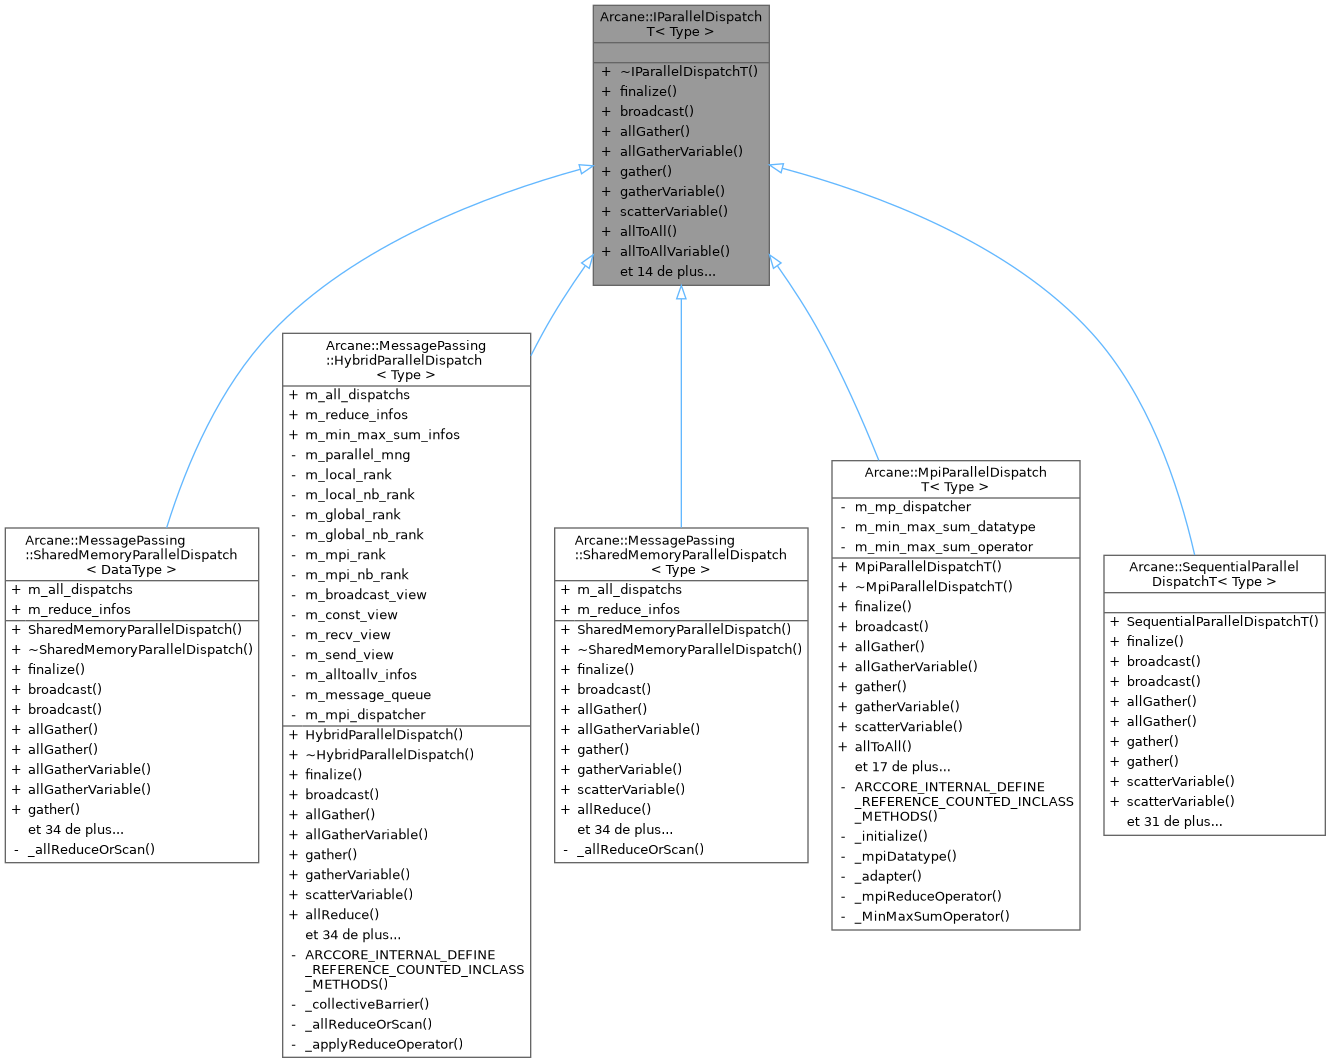 Arcane::IParallelDispatch
T< Type >
+ ~IParallelDispatchT()
+ finalize()
+ broadcast()
+ allGather()
+ allGatherVariable()
+ gather()
+ gatherVariable()
+ scatterVariable()
+ allToAll()
+ allToAllVariable()
et 14 de plus...
Arcane::MessagePassing
::SharedMemoryParallelDispatch
< DataType >
+ m_all_dispatchs
+ m_reduce_infos
+ SharedMemoryParallelDispatch()
+ ~SharedMemoryParallelDispatch()
+ finalize()
+ broadcast()
+ broadcast()
+ allGather()
+ allGather()
+ allGatherVariable()
+ allGatherVariable()
+ gather()
et 34 de plus...
- _allReduceOrScan()
Arcane::MessagePassing
::HybridParallelDispatch
< Type >
+ m_all_dispatchs
+ m_reduce_infos
+ m_min_max_sum_infos
- m_parallel_mng
- m_local_rank
- m_local_nb_rank
- m_global_rank
- m_global_nb_rank
- m_mpi_rank
- m_mpi_nb_rank
- m_broadcast_view
- m_const_view
- m_recv_view
- m_send_view
- m_alltoallv_infos
- m_message_queue
- m_mpi_dispatcher
+ HybridParallelDispatch()
+ ~HybridParallelDispatch()
+ finalize()
+ broadcast()
+ allGather()
+ allGatherVariable()
+ gather()
+ gatherVariable()
+ scatterVariable()
+ allReduce()
et 34 de plus...
- ARCCORE_INTERNAL_DEFINE
_REFERENCE_COUNTED_INCLASS
_METHODS()
- _collectiveBarrier()
- _allReduceOrScan()
- _applyReduceOperator()
Arcane::MessagePassing
::SharedMemoryParallelDispatch
< Type >
+ m_all_dispatchs
+ m_reduce_infos
+ SharedMemoryParallelDispatch()
+ ~SharedMemoryParallelDispatch()
+ finalize()
+ broadcast()
+ allGather()
+ allGatherVariable()
+ gather()
+ gatherVariable()
+ scatterVariable()
+ allReduce()
et 34 de plus...
- _allReduceOrScan()
Arcane::MpiParallelDispatch
T< Type >
- m_mp_dispatcher
- m_min_max_sum_datatype
- m_min_max_sum_operator
+ MpiParallelDispatchT()
+ ~MpiParallelDispatchT()
+ finalize()
+ broadcast()
+ allGather()
+ allGatherVariable()
+ gather()
+ gatherVariable()
+ scatterVariable()
+ allToAll()
et 17 de plus...
- ARCCORE_INTERNAL_DEFINE
_REFERENCE_COUNTED_INCLASS
_METHODS()
- _initialize()
- _mpiDatatype()
- _adapter()
- _mpiReduceOperator()
- _MinMaxSumOperator()
Arcane::SequentialParallel
DispatchT< Type >
+ SequentialParallelDispatchT()
+ finalize()
+ broadcast()
+ broadcast()
+ allGather()
+ allGather()
+ gather()
+ gather()
+ scatterVariable()
+ scatterVariable()
et 31 de plus...